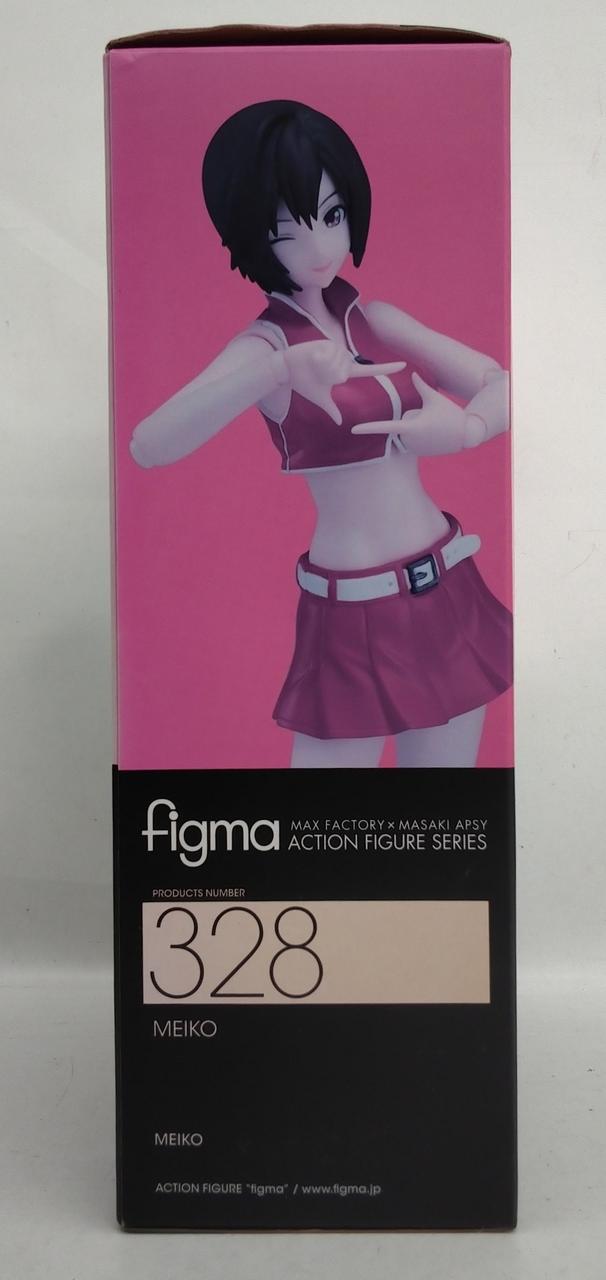 figma MAX FACTORY × MASAKI APSY
ACTION FIGURE SERIES
PRODUCTS NUMBER
328
MEIKO
MEIKO
ACTION FIGURE "figma" / www.figma.jp